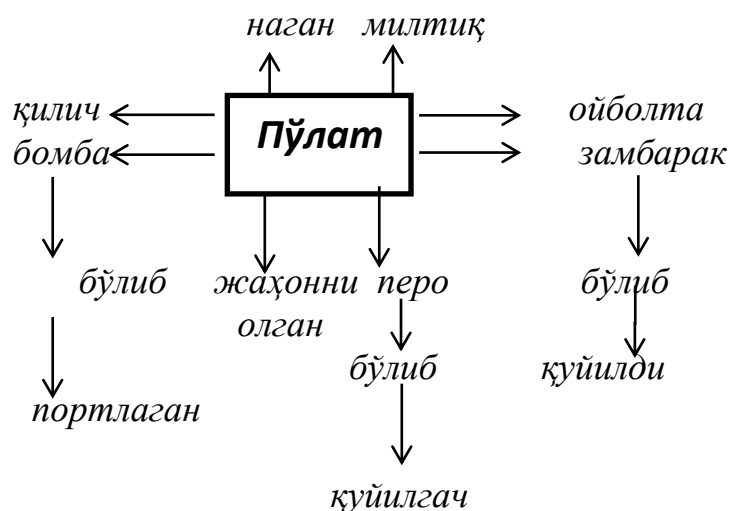 наган милтиқ
қилич
бомба
Пўлат
ойболта
замбарак
бўлиб
жаҳонни
олган
перо
бўлиб
бўлиб
қуйилди
портлаган
қуйилгач